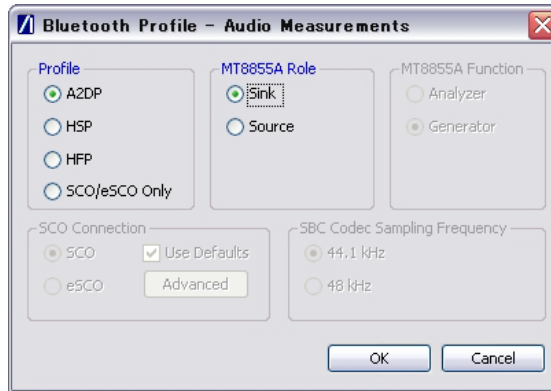 Bluetooth Profile - Audio Measurements
Profile
A2DP
HSP
HFP
SCO/eSCO Only
MT8855A Role
Sink
Source
MT8855A Function
Analyzer
Generator
SCO Connection
SCO
Use Defaults
eSCO
Advanced
SBC Codec Sampling Frequency
44.1 kHz
48 kHz
OK
Cancel